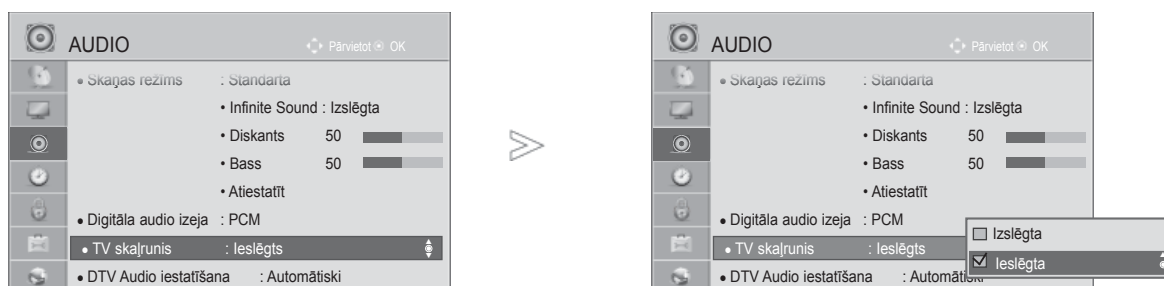 AUDIO
Pārvietot OK
• Skaņas režīms : Standarta
• Infinite Sound : Izslēgta
• Diskants 50
• Bass 50
• Atiestatīt
• Digitāla audio izeja : PCM
• TV skaļrunis : Ieslēgts
• DTV Audio iestatīšana : Automātiski
>
AUDIO
Pārvietot OK
• Skaņas režīms : Standarta
• Infinite Sound : Izslēgta
• Diskants 50
• Bass 50
• Atiestatīt
• Digitāla audio izeja : PCM
• TV skaļrunis : Ieslēgts
• DTV Audio iestatīšana
Izslēgta
Ieslēgta